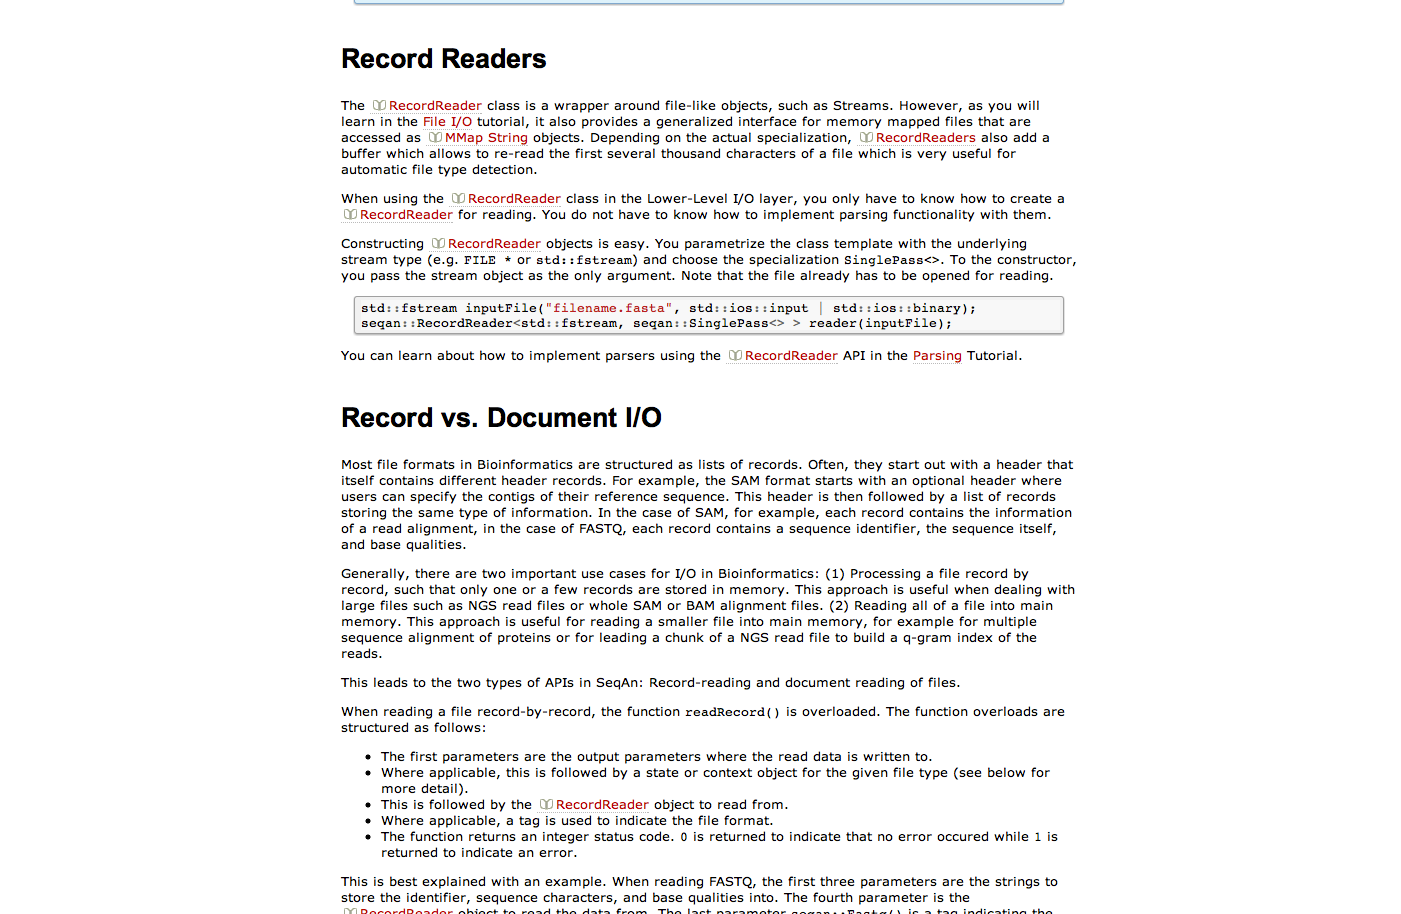 Record Readers
The RecordReader class is a wrapper around file-like objects, such as Streams. However, as you will
learn in the File I/O tutorial, it also provides a generalized interface for memory mapped files that are
accessed as MMap String objects. Depending on the actual specialization, RecordReaders also add a
buffer which allows to re-read the first several thousand characters of a file which is very useful for
automatic file type detection.
When using the RecordReader class in the Lower-Level I/O layer, you only have to know how to create a
RecordReader for reading. You do not have to know how to implement parsing functionality with them.
Constructing RecordReader objects is easy. You parametrize the class template with the underlying
stream type (e.g. FILE * or std::fstream) and choose the specialization SinglePass<>. To the constructor,
you pass the stream object as the only argument. Note that the file already has to be opened for reading.
std::fstream inputFile("filename.fasta", std::ios::input | std::ios::binary);
seqan::RecordReader<std::fstream, seqan::SinglePass<> > reader(inputFile);
You can learn about how to implement parsers using the RecordReader API in the Parsing Tutorial.
Record vs. Document I/O
Most file formats in Bioinformatics are structured as lists of records. Often, they start out with a header that
itself contains different header records. For example, the SAM format starts with an optional header where
users can specify the contigs of their reference sequence. This header is then followed by a list of records
storing the same type of information. In the case of SAM, for example, each record contains the information
of a read alignment, in the case of FASTQ, each record contains a sequence identifier, the sequence itself,
and base qualities.
Generally, there are two important use cases for I/O in Bioinformatics: (1) Processing a file record by
record, such that only one or a few records are stored in memory. This approach is useful when dealing with
large files such as NGS read files or whole SAM or BAM alignment files. (2) Reading all of a file into main
memory. This approach is useful for reading a smaller file into main memory, for example for multiple
sequence alignment of proteins or for leading a chunk of a NGS read file to build a q-gram index of the
reads.
This leads to the two types of APIs in SeqAn: Record-reading and document reading of files.
When reading a file record-by-record, the function readRecord() is overloaded. The function overloads are
structured as follows:
• The first parameters are the output parameters where the read data is written to.
• Where applicable, this is followed by a state or context object for the given file type (see below for
more detail).
• This is followed by the RecordReader object to read from.
• Where applicable, a tag is used to indicate the file format.
• The function returns an integer status code. 0 is returned to indicate that no error occured while 1 is
returned to indicate an error.
This is best explained with an example. When reading FASTQ, the first three parameters are the strings to
store the identifier, sequence characters, and base qualities into. The fourth parameter is the
RecordReader object to read the data from. The last parameter seqan::Fastq() is a tag indicating the